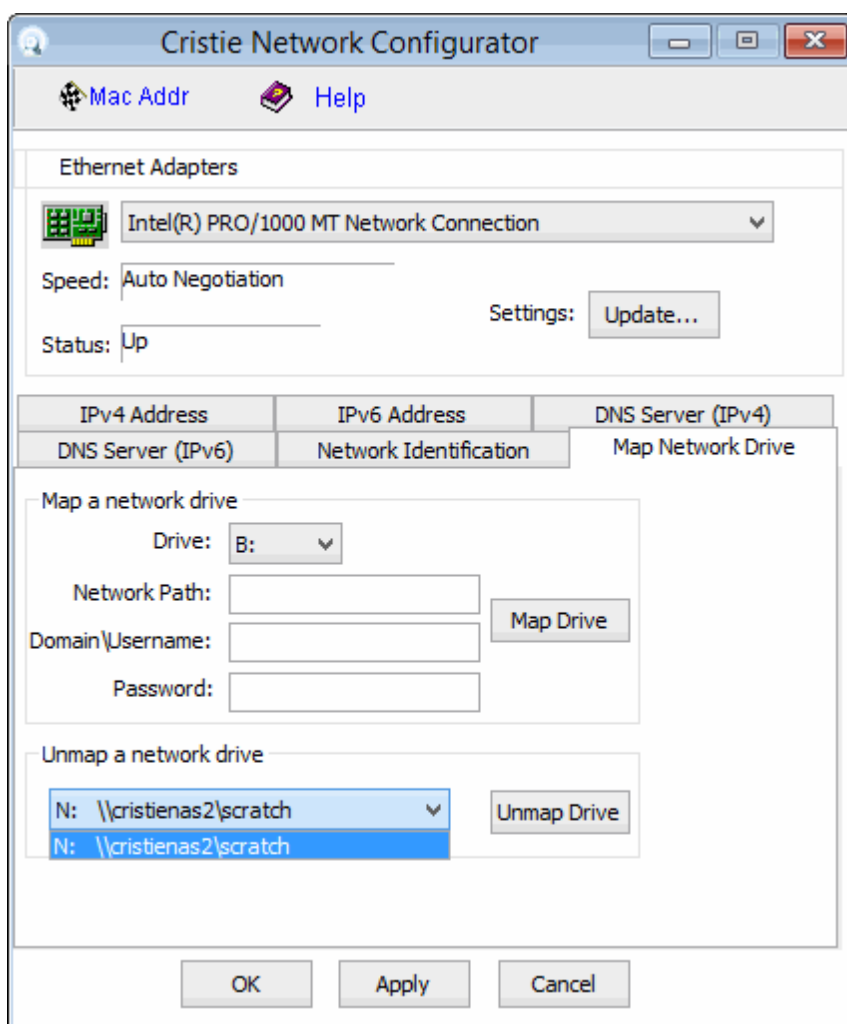 Cristie Network Configurator
Mac Addr Help
Ethernet Adapters
Intel(R) PRO/1000 MT Network Connection
Speed: Auto Negotiation
Settings: Update...
Status: Up
IPv4 Address IPv6 Address DNS Server (IPv4)
DNS Server (IPv6) Network Identification Map Network Drive
Map a network drive
Drive: B:
Network Path:
Map Drive
Domain\Username:
Password:
Unmap a network drive
N: \\cristienas2\scratch Unmap Drive
N: \\cristienas2\scratch
OK Apply Cancel